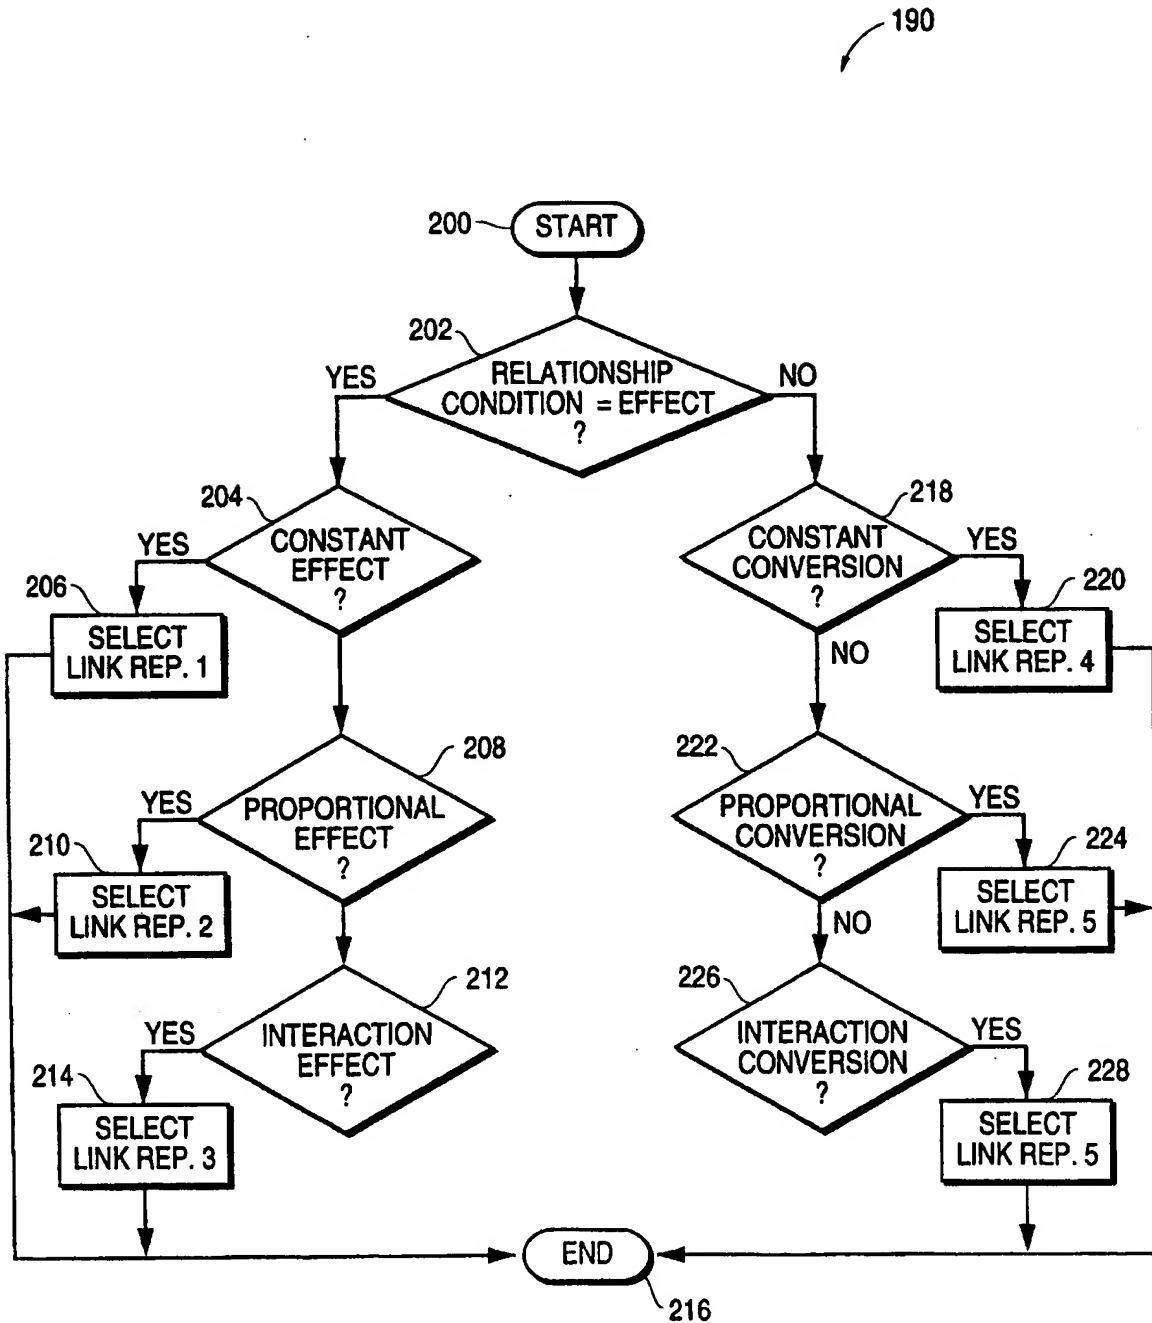 190
200
START
202
RELATIONSHIP
CONDITION = EFFECT
?
YES
NO
204
CONSTANT
EFFECT
?
YES
218
CONSTANT
CONVERSION
?
YES
206
SELECT
LINK REP. 1
220
SELECT
LINK REP. 4
NO
208
PROPORTIONAL
EFFECT
?
YES
222
PROPORTIONAL
CONVERSION
?
YES
210
SELECT
LINK REP. 2
224
SELECT
LINK REP. 5
NO
212
INTERACTION
EFFECT
?
YES
226
INTERACTION
CONVERSION
?
YES
214
SELECT
LINK REP. 3
228
SELECT
LINK REP. 5
END
216